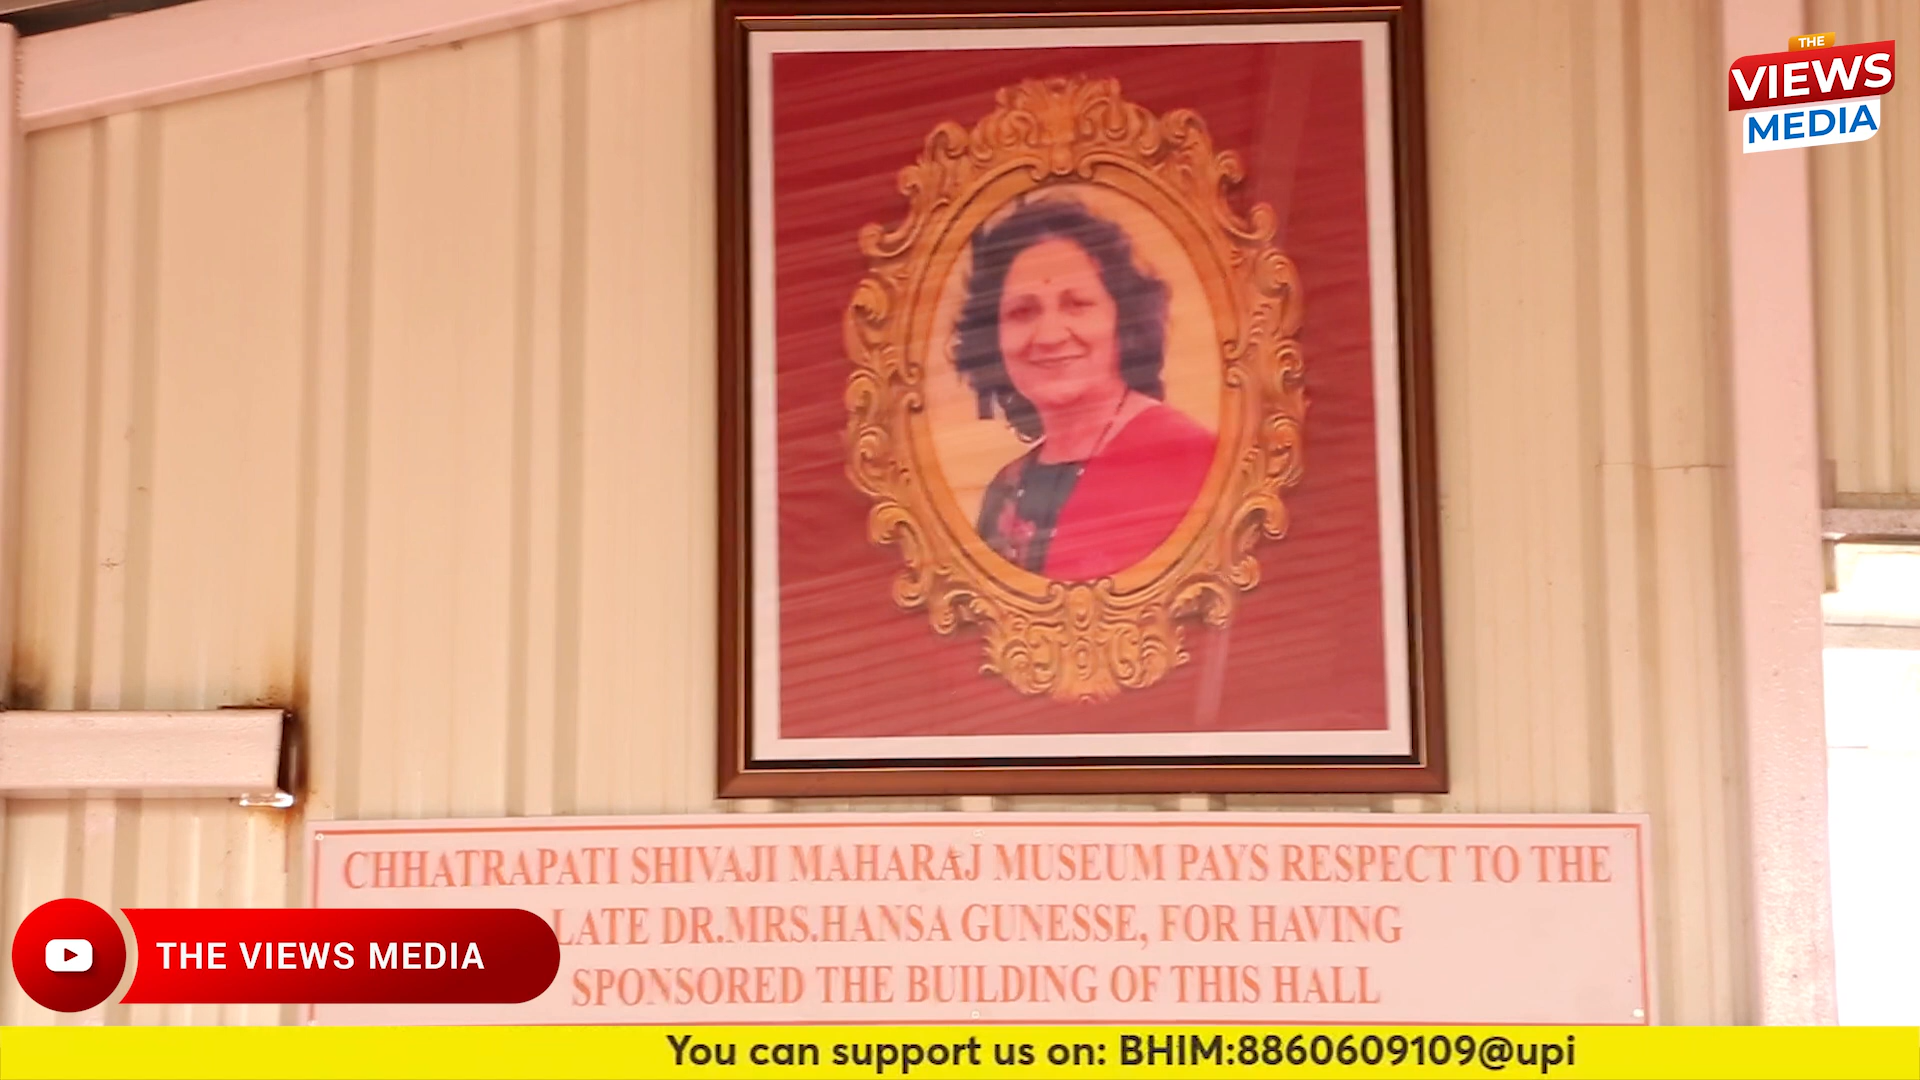 THE
VIEWS
MEDIA
CHHATRAPATI SHIVAJI MAHARAJ MUSEUM PAYS RESPECT TO THE
LATE DR.MRS.HANSA GUNESSE, FOR HAVING
SPONSORED THE BUILDING OF THIS HALL
THE VIEWS MEDIA
You can support us on: BHIM:8860609109@upi